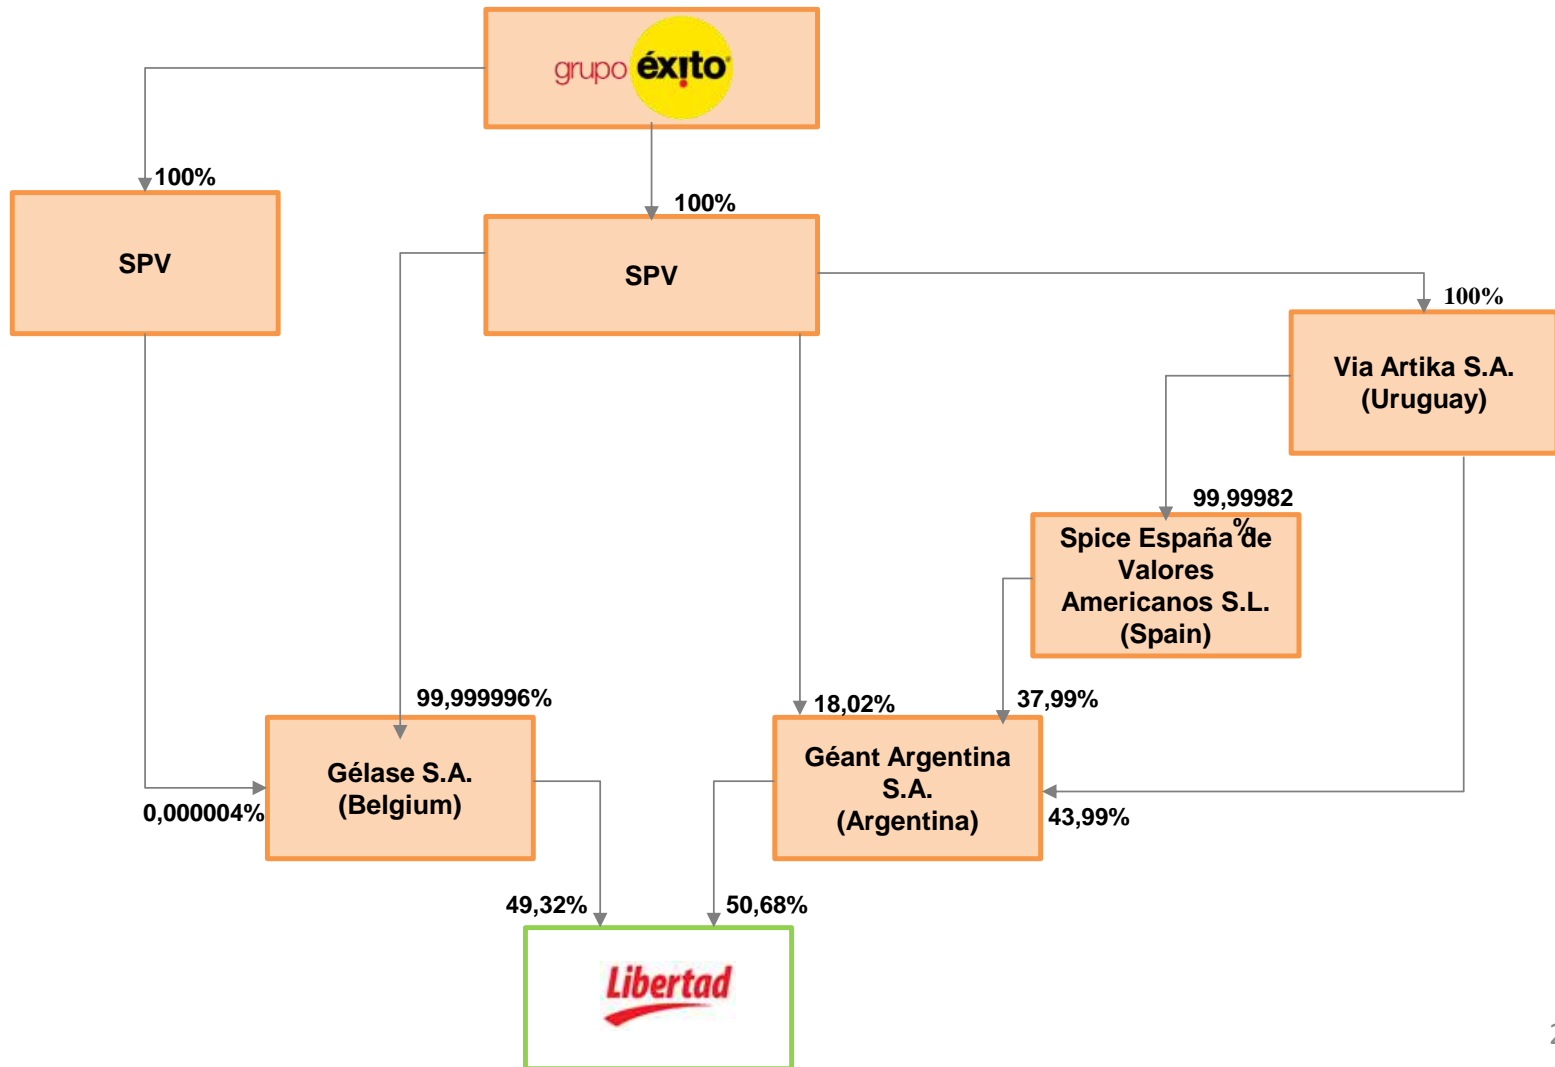 grupo éxito
100%
100%
SPV
SPV
100%
Via Artika S.A.
(Uruguay)
99,99982
%
Spice España de
Valores
Americanos S.L.
(Spain)
99,999996%
18,02%
37,99%
Gélase S.A.
(Belgium)
Géant Argentina
S.A.
(Argentina)
0,000004%
43,99%
49,32%
50,68%
Libertad